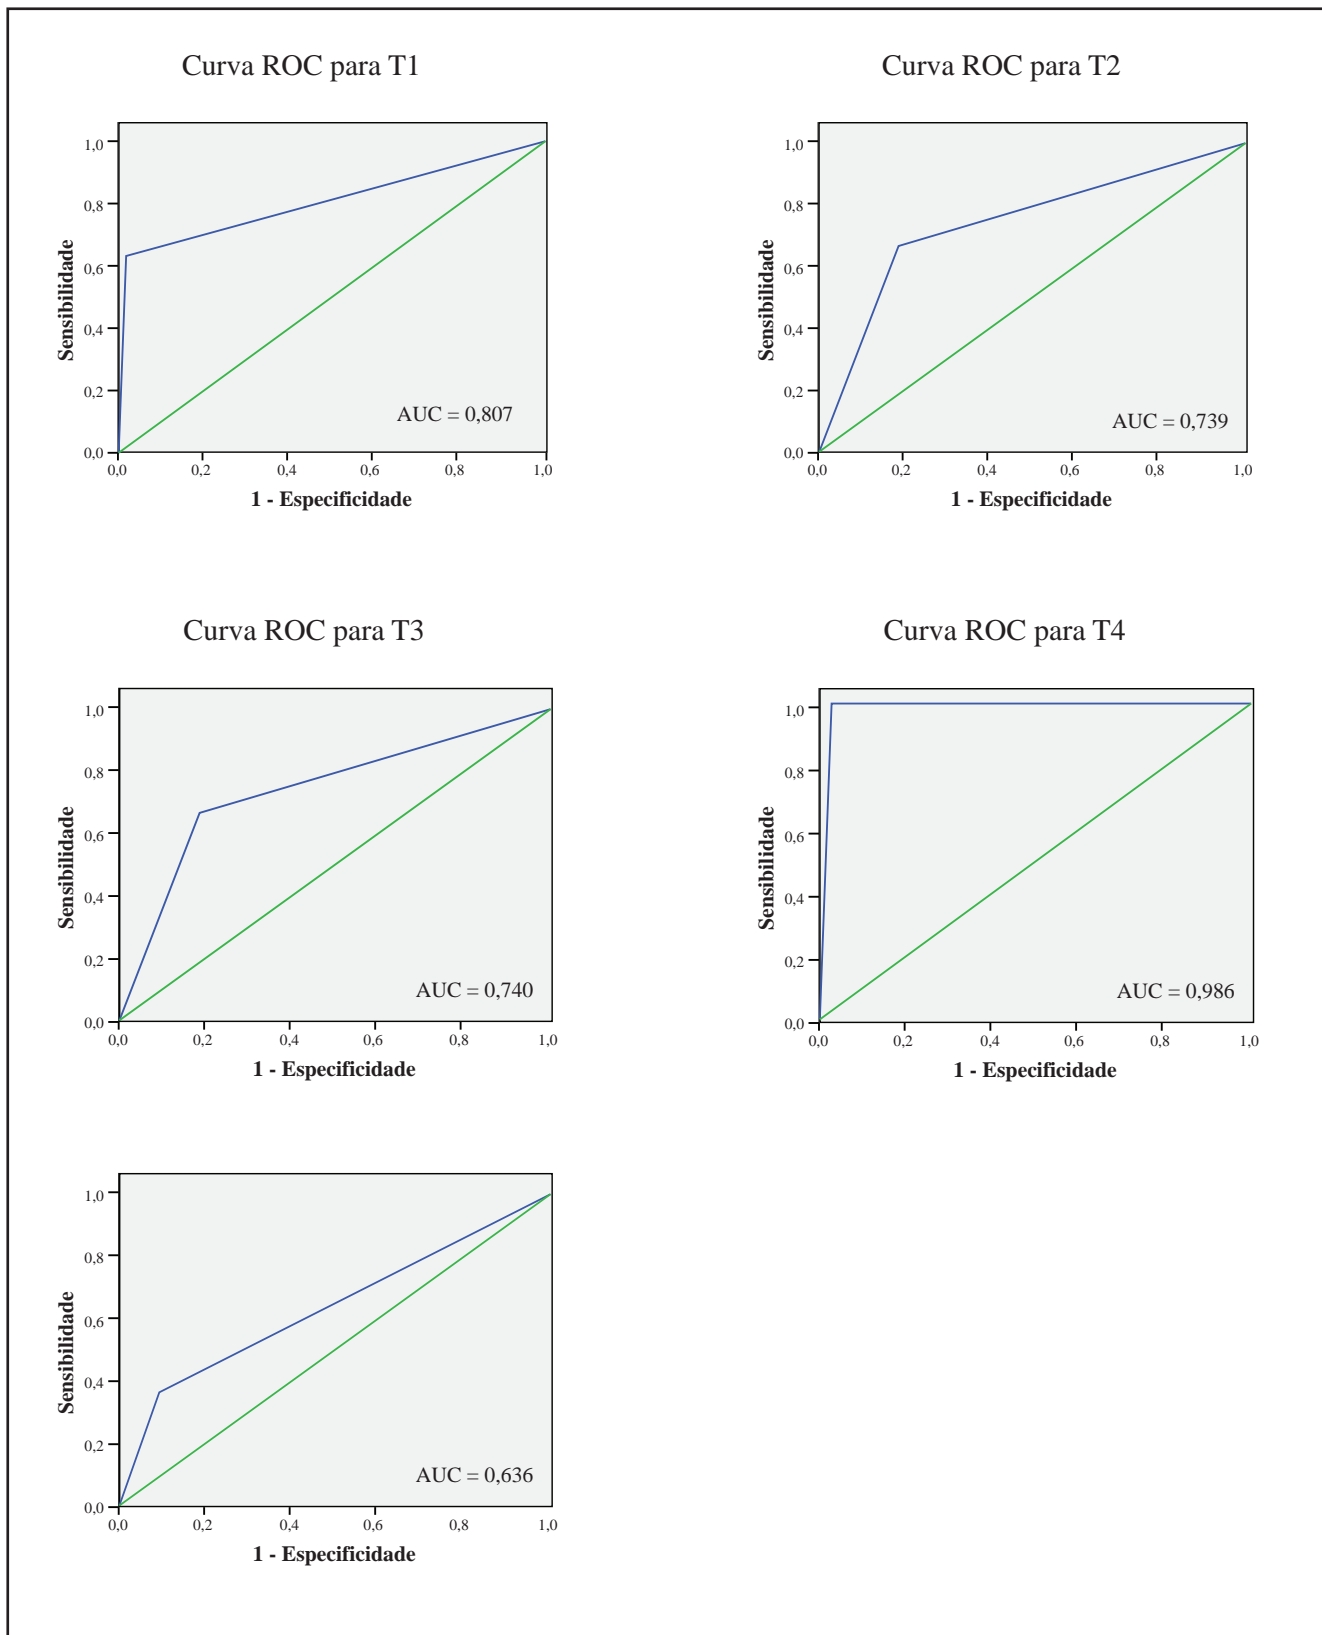 Curva ROC para T1
1,0
0,8
0,6
0,4
0,2
0,0
Sensibilidade
AUC = 0,807
0,0 0,2 0,4 0,6 0,8 1,0
1 - Especificidade
Curva ROC para T2
1,0
0,8
0,6
0,4
0,2
0,0
Sensibilidade
AUC = 0,739
0,0 0,2 0,4 0,6 0,8 1,0
1 - Especificidade
Curva ROC para T3
1,0
0,8
0,6
0,4
0,2
0,0
Sensibilidade
AUC = 0,740
0,0 0,2 0,4 0,6 0,8 1,0
1 - Especificidade
Curva ROC para T4
1,0
0,8
0,6
0,4
0,2
0,0
Sensibilidade
AUC = 0,986
0,0 0,2 0,4 0,6 0,8 1,0
1 - Especificidade
1,0
0,8
0,6
0,4
0,2
0,0
Sensibilidade
AUC = 0,636
0,0 0,2 0,4 0,6 0,8 1,0
1 - Especificidade